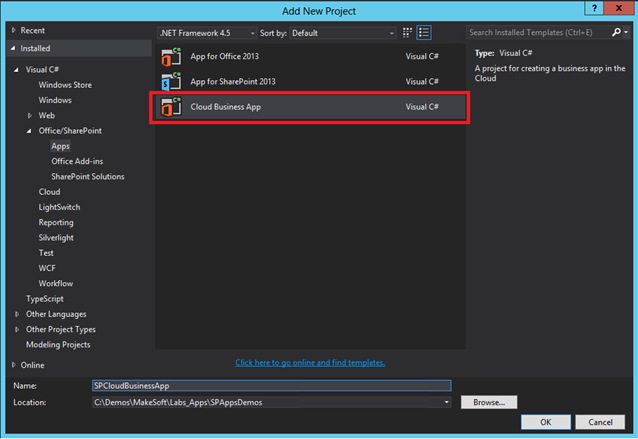 Add New Project
? X
Recent
Installed
.NET Framework 4.5 Sort by: Default
Search Installed Templates (Ctrl+E)
Visual C#
Windows Store
Windows
Web
Office/SharePoint
Apps
Office Add-ins
SharePoint Solutions
Cloud
LightSwitch
Reporting
Silverlight
Test
WCF
Workflow
TypeScript
Other Languages
Other Project Types
Modeling Projects
Online
C# App for Office 2013 Visual C#
C# App for SharePoint 2013 Visual C#
C# Cloud Business App Visual C#
Type: Visual C#
A project for creating a business app in the
Cloud
Click here to go online and find templates.
Name: SPCloudBusinessApp
Location: C:\Demos\MakeSoft\Labs_Apps\SPAppsDemos Browse...
OK Cancel